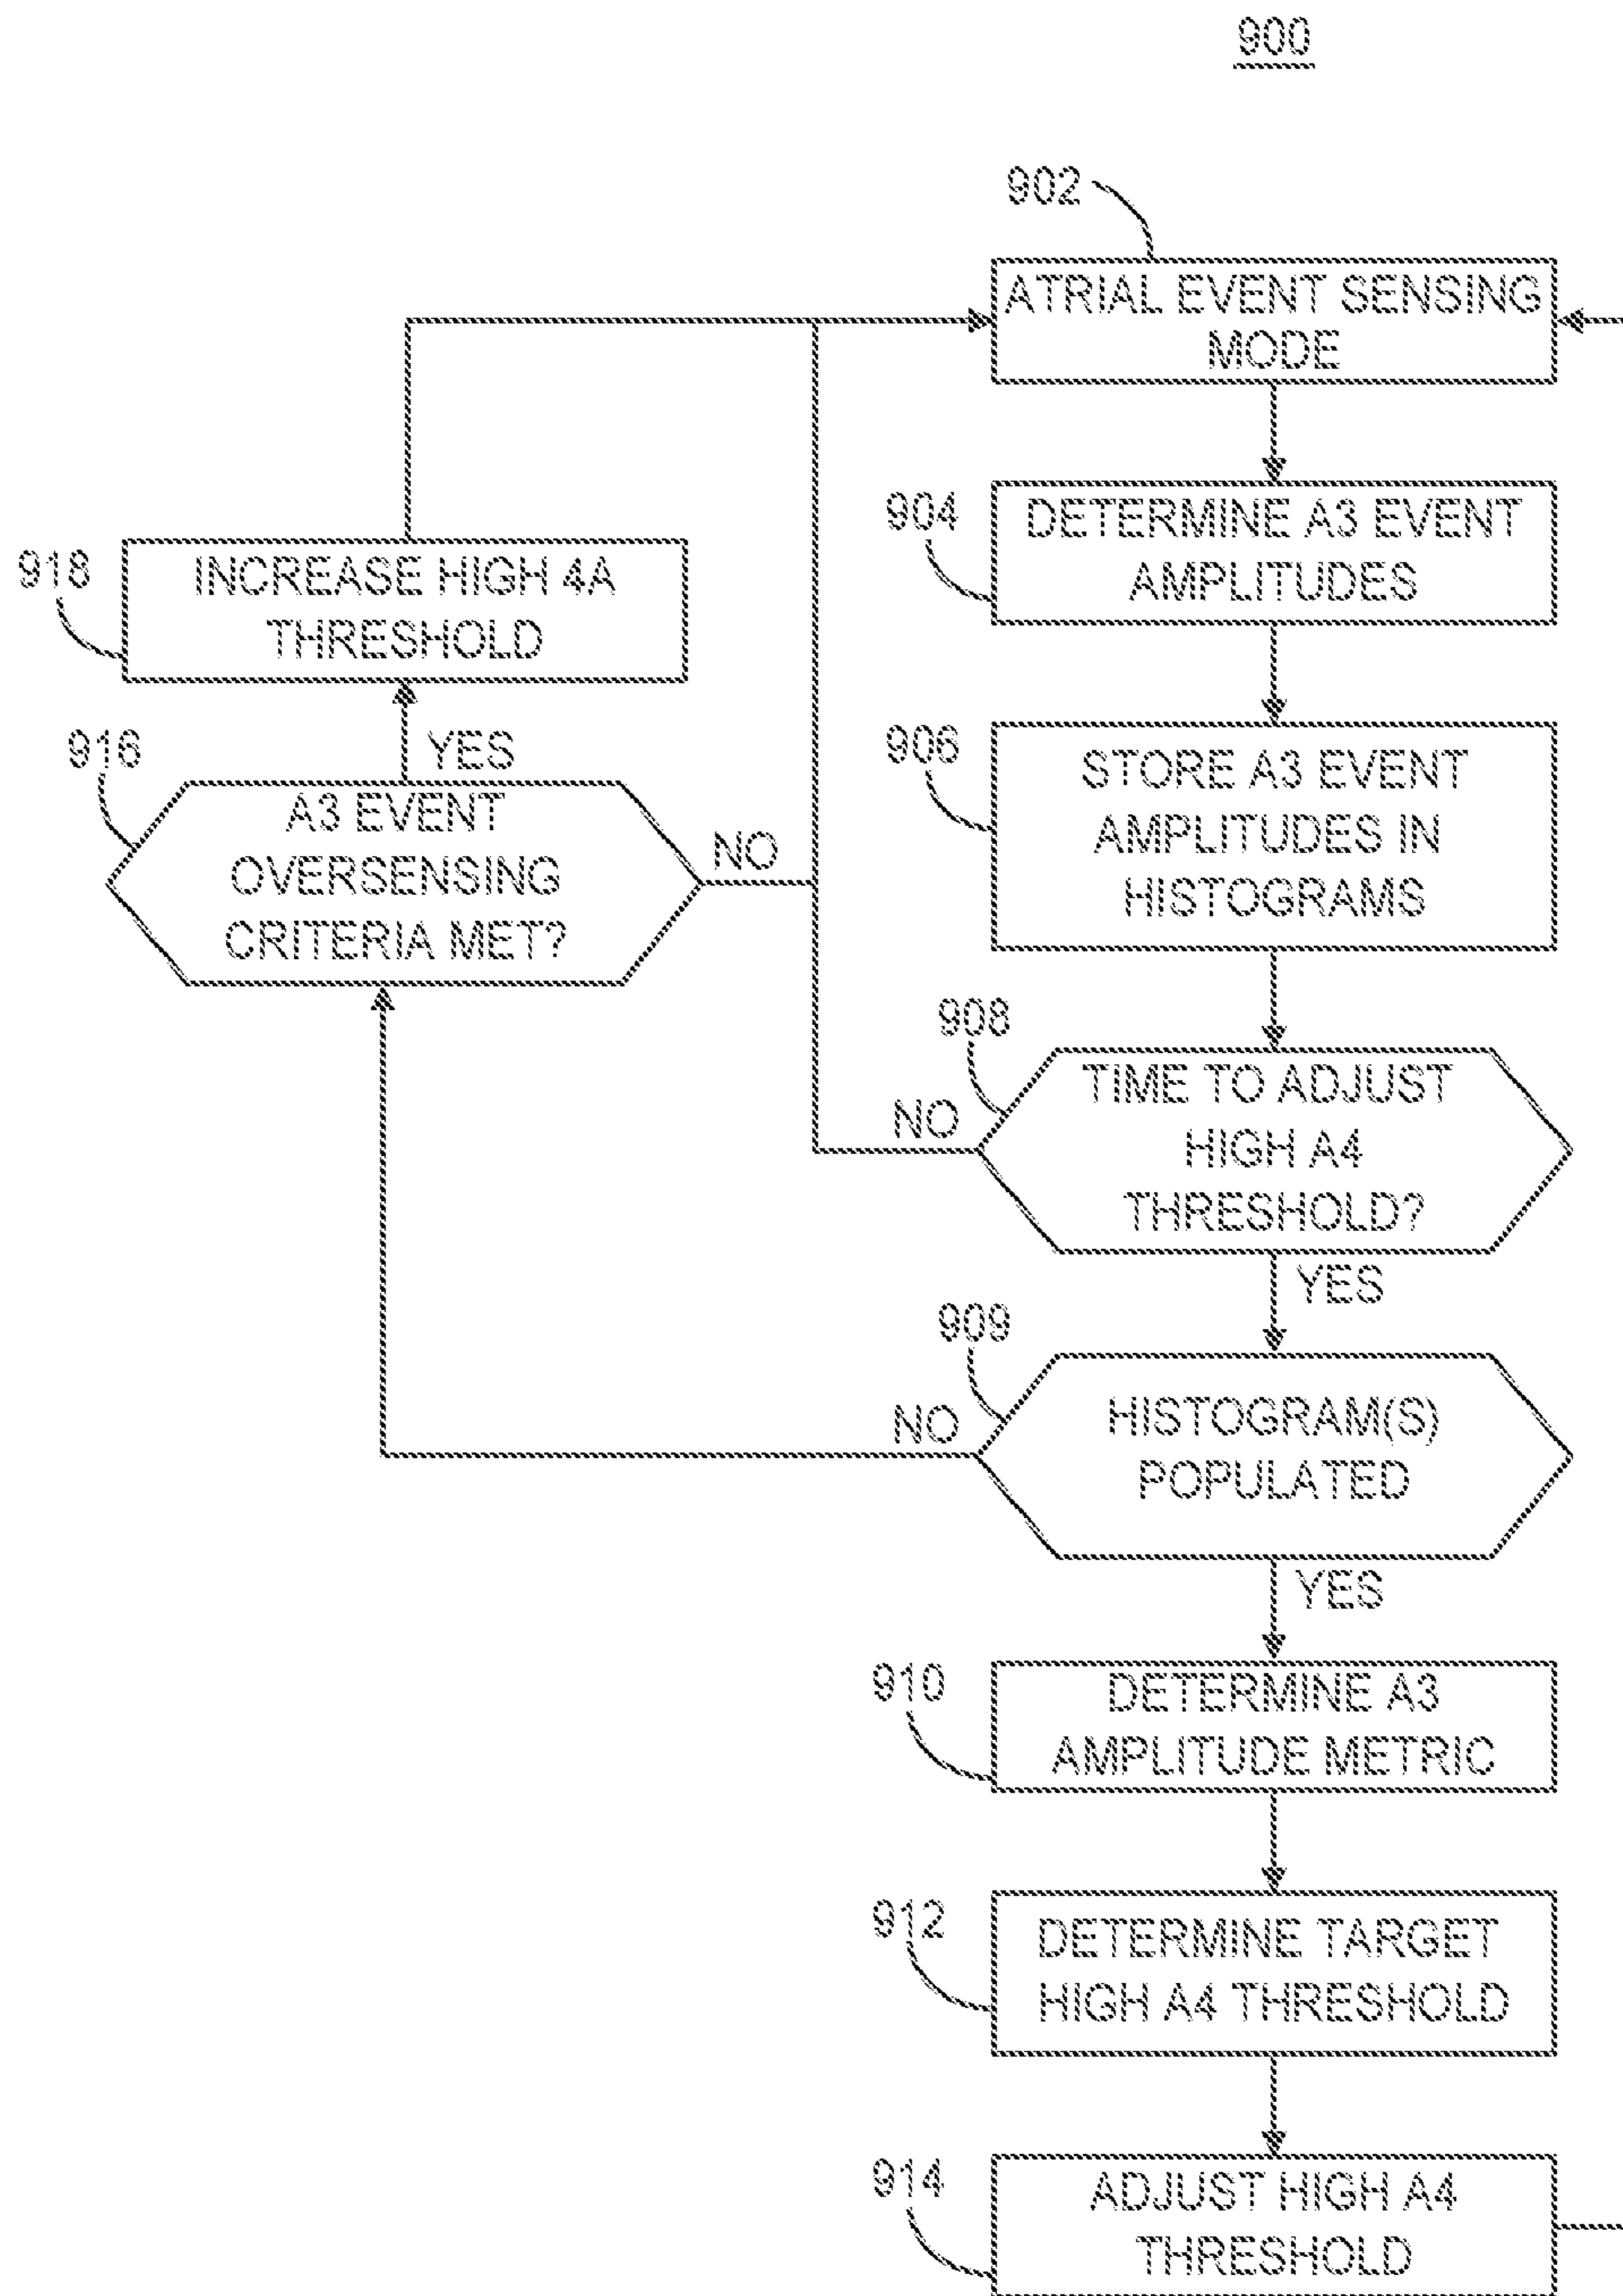 900
902
ATRIAL EVENT SENSING
MODE
904
DETERMINE A3 EVENT
AMPLITUDES
918
INCREASE HIGH 4A
THRESHOLD
906
STORE A3 EVENT
AMPLITUDES IN
HISTOGRAMS
916
YES
A3 EVENT
OVERSENSING
CRITERIA MET?
NO
908
TIME TO ADJUST
HIGH A4
THRESHOLD?
NO
YES
909
HISTOGRAM(S)
POPULATED
NO
YES
910
DETERMINE A3
AMPLITUDE METRIC
912
DETERMINE TARGET
HIGH A4 THRESHOLD
914
ADJUST HIGH A4
THRESHOLD